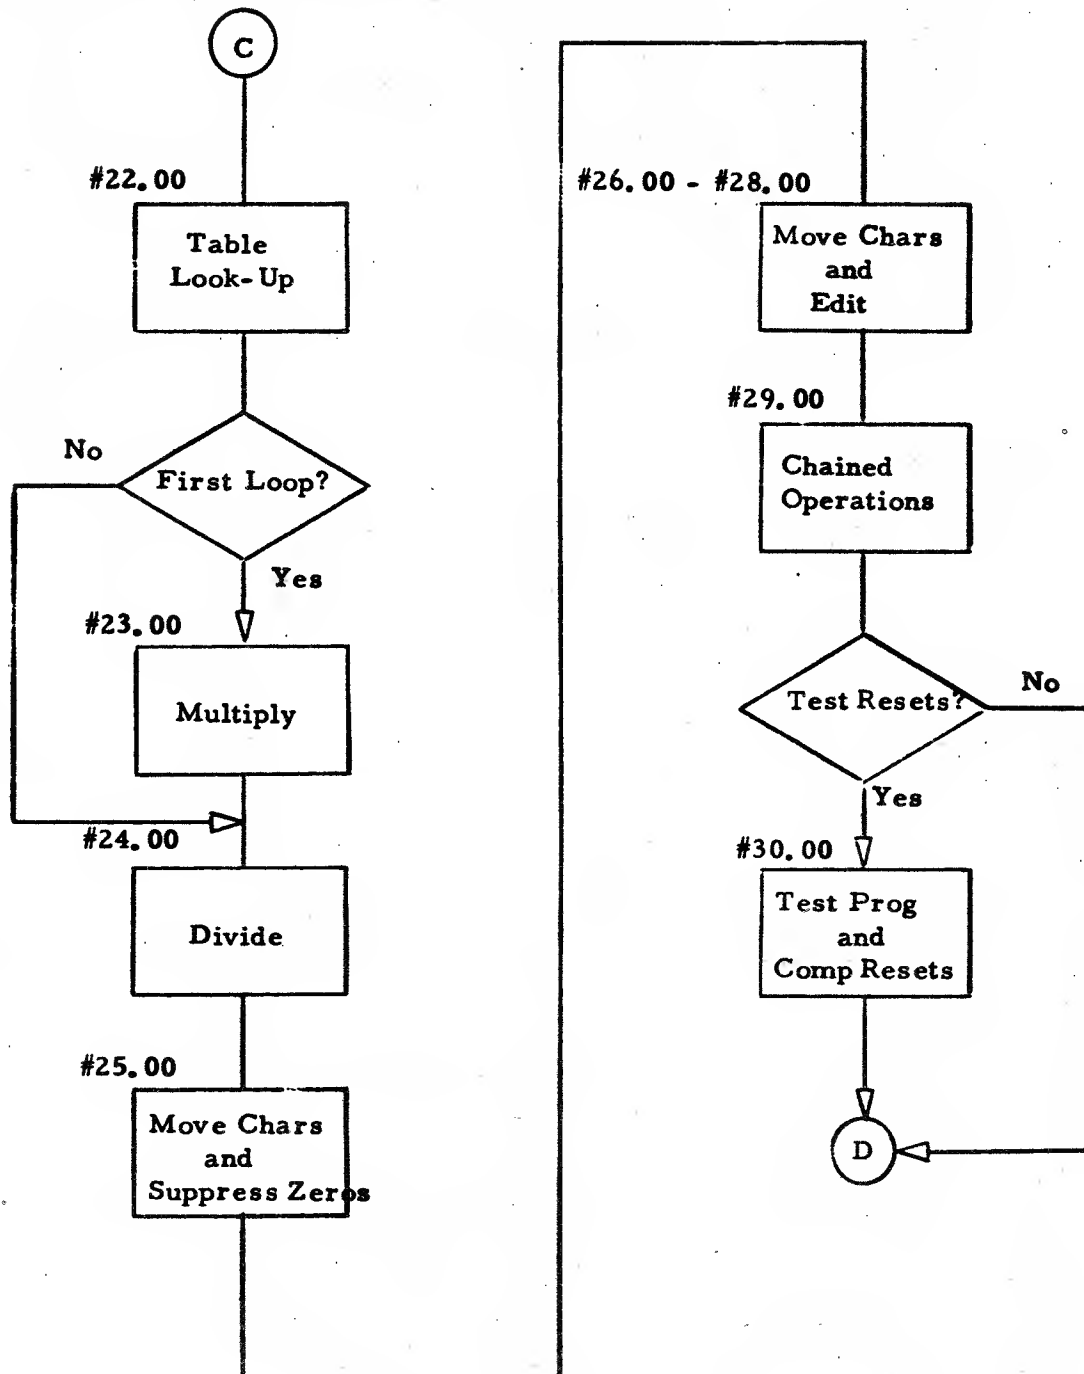 C
#22.00
Table
Look-Up
No
First Loop?
Yes
#23.00
Multiply
#24.00
Divide
#25.00
Move Chars
and
Suppress Zeros
#26.00 - #28.00
Move Chars
and
Edit
#29.00
Chained
Operations
Test Resets?
No
Yes
#30.00
Test Prog
and
Comp Resets
D